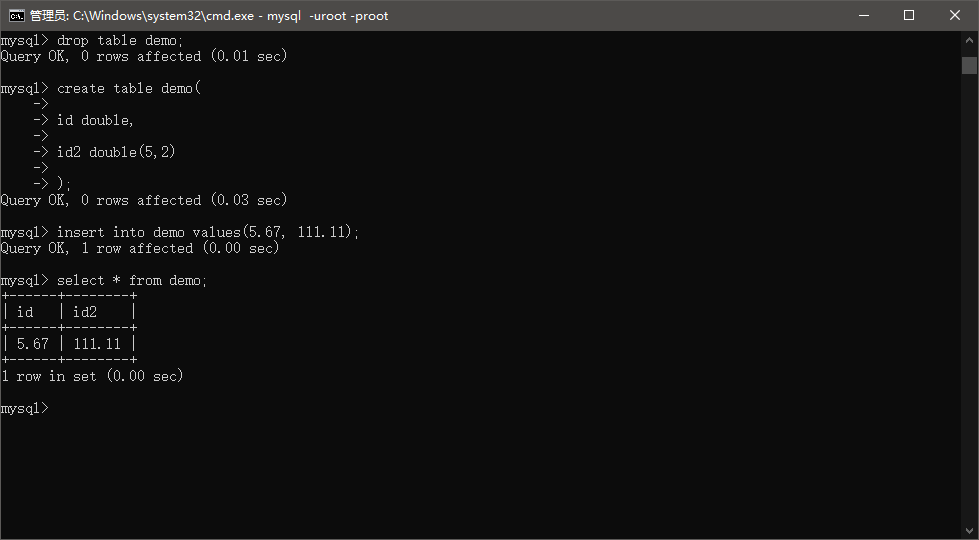 管理员: C:\Windows\system32\cmd.exe - mysql  -uroot -proot
mysql> drop table demo;
Query OK, 0 rows affected (0.01 sec)
mysql> create table demo(
    ->
    -> id double,
    ->
    -> id2 double(5,2)
    ->
    -> );
Query OK, 0 rows affected (0.03 sec)
mysql> insert into demo values(5.67, 111.11);
Query OK, 1 row affected (0.00 sec)
mysql> select * from demo;
+------+--------+
| id   | id2    |
+------+--------+
| 5.67 | 111.11 |
+------+--------+
1 row in set (0.00 sec)
mysql>